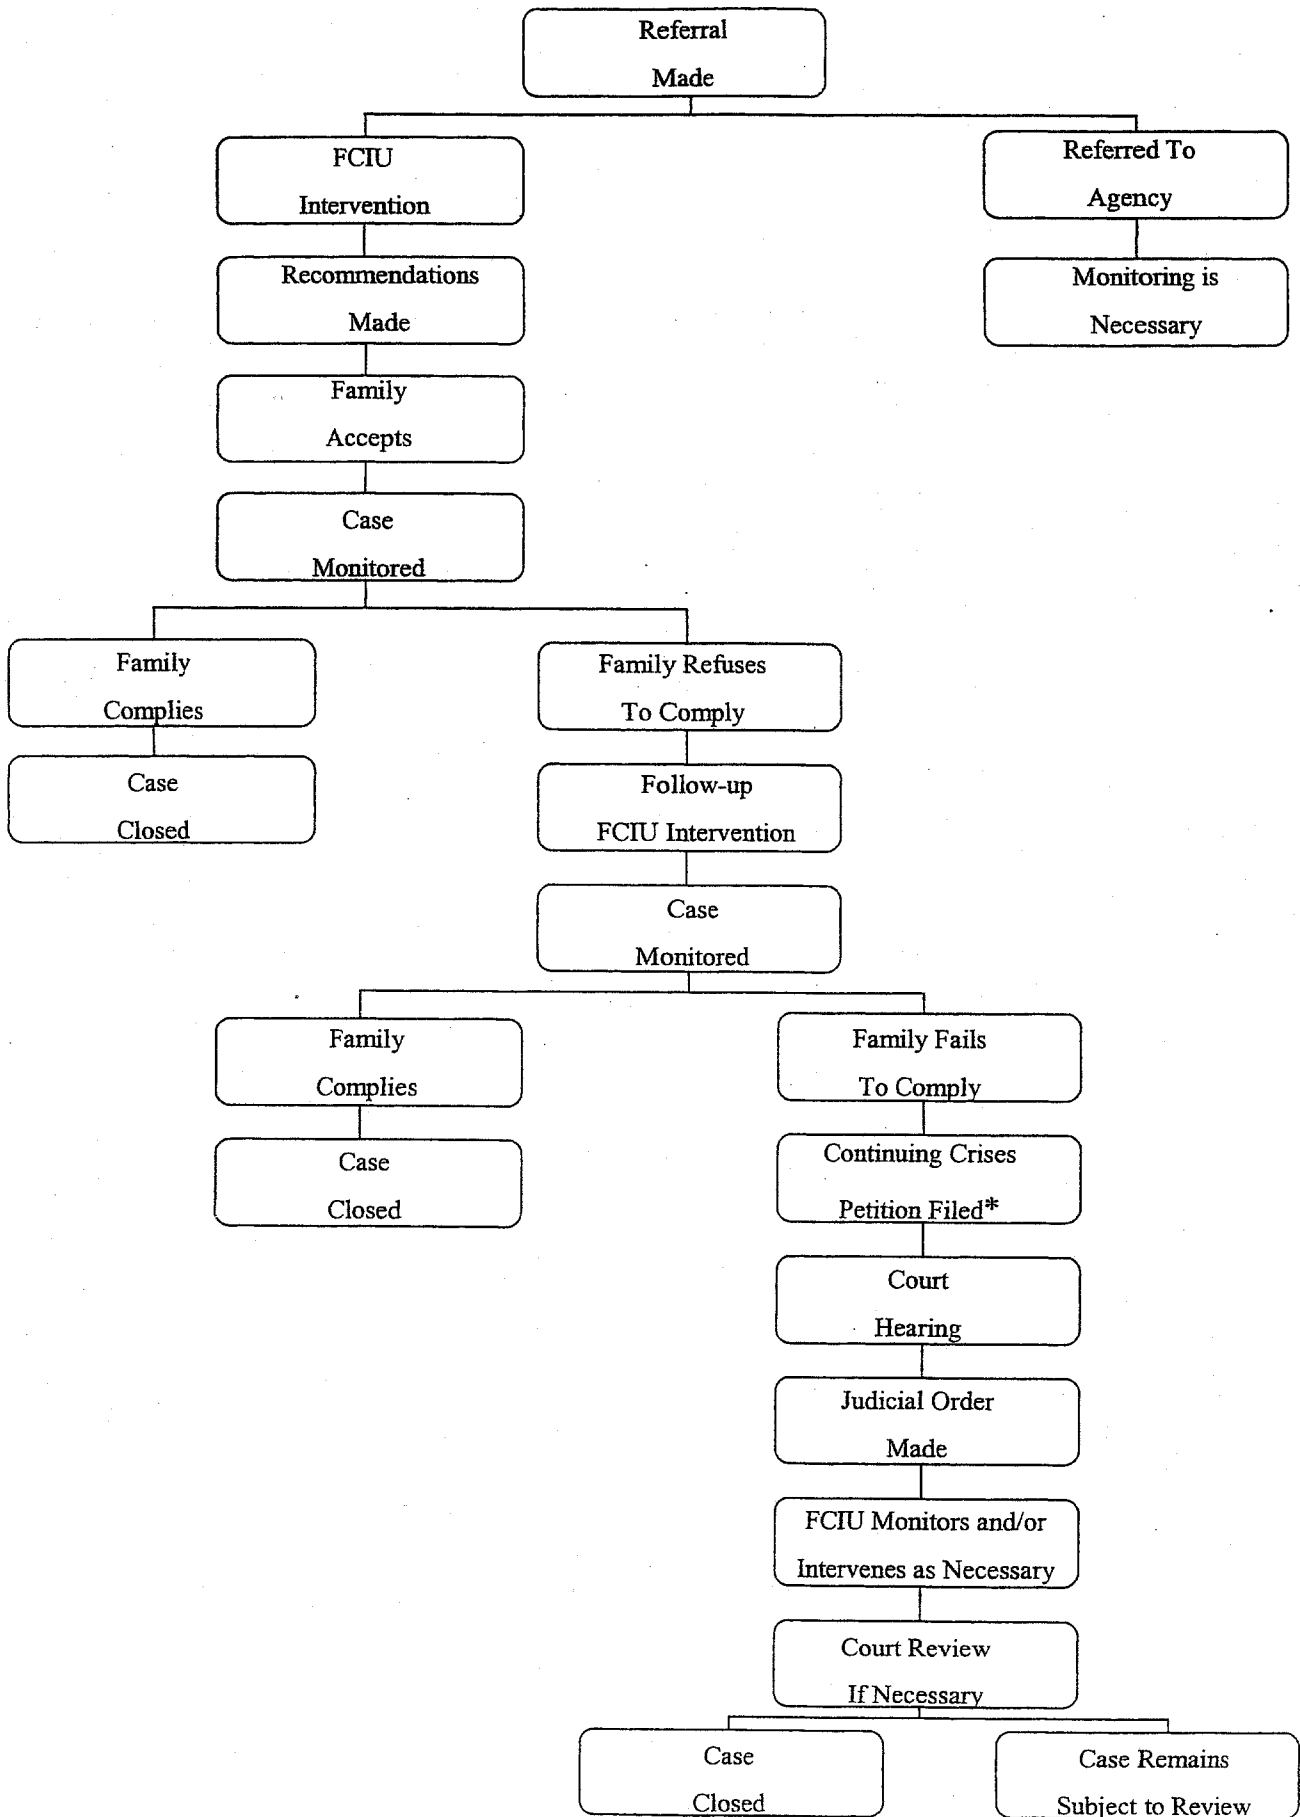 Referral
Made
FCIU
Intervention
Referred To
Agency
Recommendations
Made
Monitoring is
Necessary
Family
Accepts
Case
Monitored
Family
Complies
Family Refuses
To Comply
Case
Closed
Follow-up
FCIU Intervention
Case
Monitored
Family
Complies
Family Fails
To Comply
Case
Closed
Continuing Crises
Petition Filed*
Court
Hearing
Judicial Order
Made
FCIU Monitors and/or
Intervenes as Necessary
Court Review
If Necessary
Case
Closed
Case Remains
Subject to Review